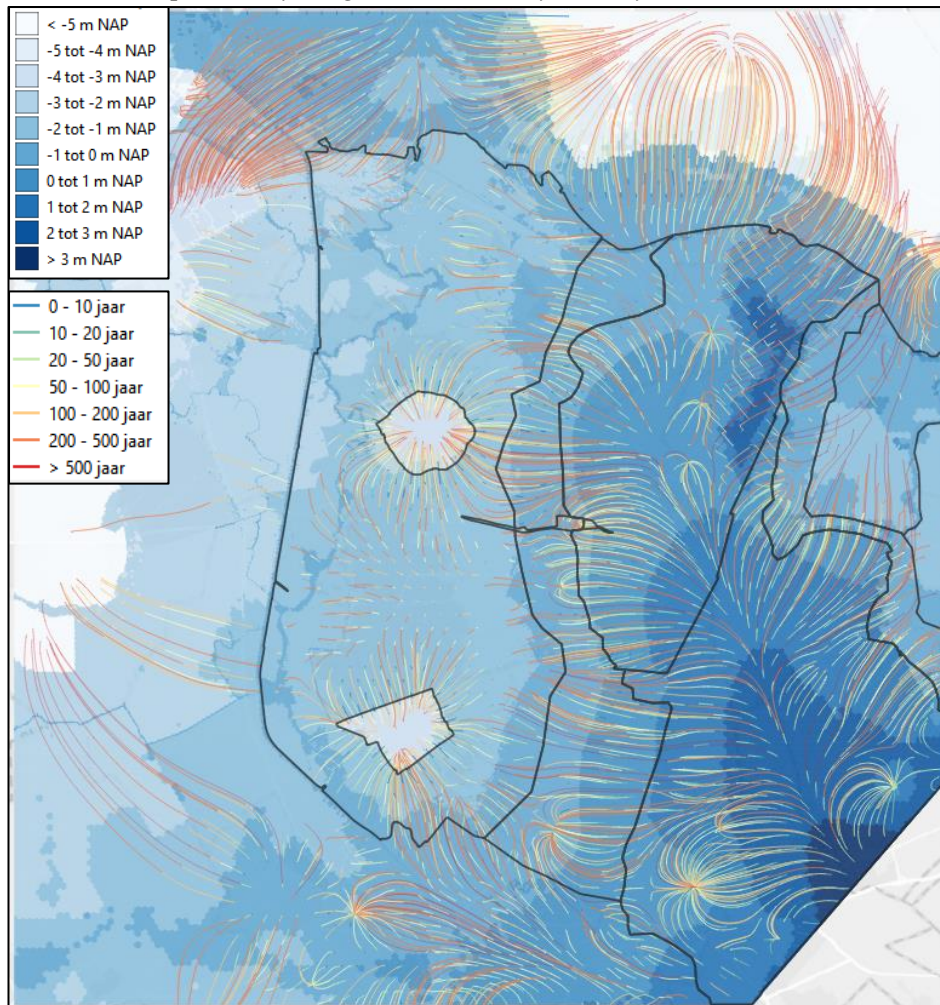 < -5 m NAP
-5 tot -4 m NAP
-4 tot -3 m NAP
-3 tot -2 m NAP
-2 tot -1 m NAP
-1 tot 0 m NAP
0 tot 1 m NAP
1 tot 2 m NAP
2 tot 3 m NAP
> 3 m NAP
0 - 10 jaar
10 - 20 jaar
20 - 50 jaar
50 - 100 jaar
100 - 200 jaar
200 - 500 jaar
> 500 jaar